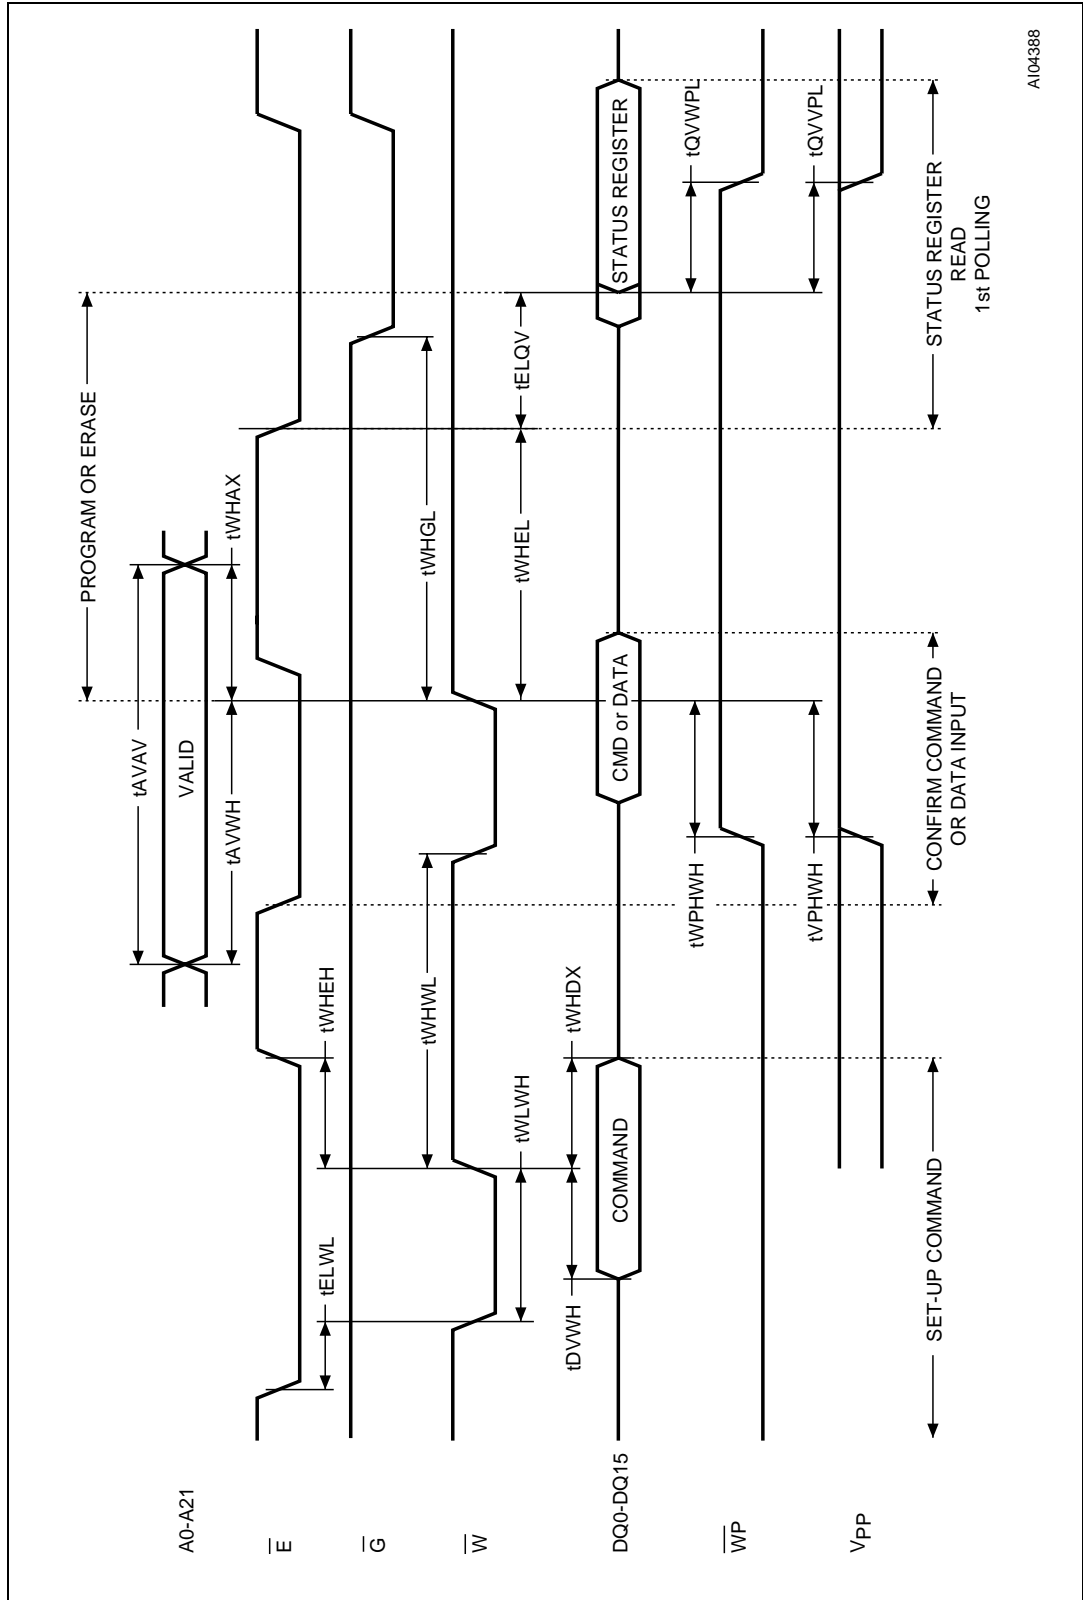 PROGRAM OR ERASE
tAVAV
A0-A21
VALID
tAVWH
tWHAX
E
tELWL
tWHEH
G
tWHGL
tWHWL
W
tWLWH
tWHEL
tELQV
tDVWH
tWHDX
DQ0-DQ15
COMMAND
CMD or DATA
STATUS REGISTER
tWPHWH
tQVWPL
WP
tVPHWH
tQVVPL
VPP
SET-UP COMMAND
CONFIRM COMMAND
OR DATA INPUT
STATUS REGISTER
READ
1st POLLING
AI04388